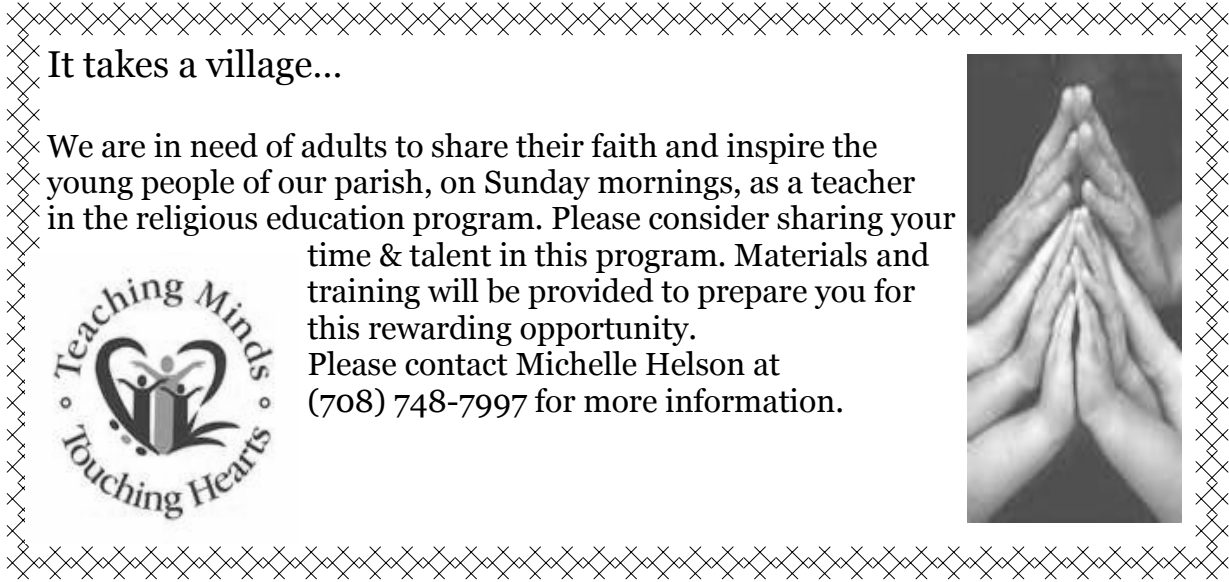 It takes a village...
We are in need of adults to share their faith and inspire the
young people of our parish, on Sunday mornings, as a teacher
in the religious education program. Please consider sharing your
time & talent in this program. Materials and
training will be provided to prepare you for
this rewarding opportunity.
Please contact Michelle Helson at
(708) 748-7997 for more information.
Teaching Minds
Touching Hearts